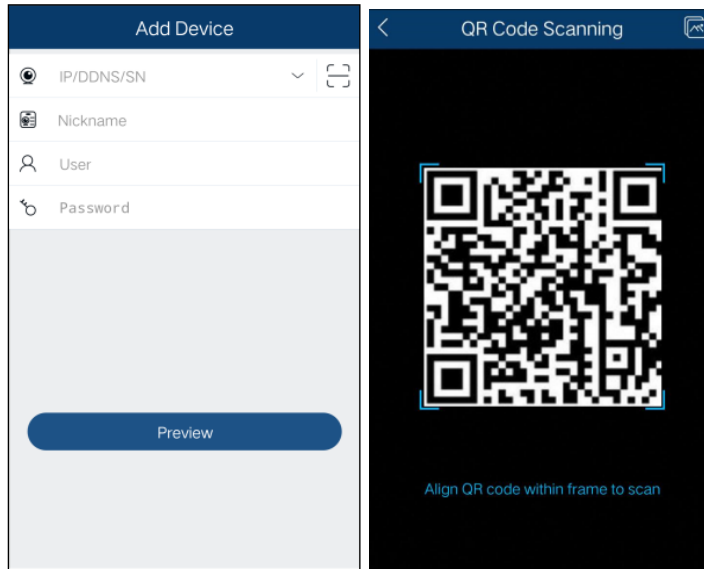 Add Device
IP/DDNS/SN
Nickname
User
Password
Preview
QR Code Scanning
Align QR code within frame to scan